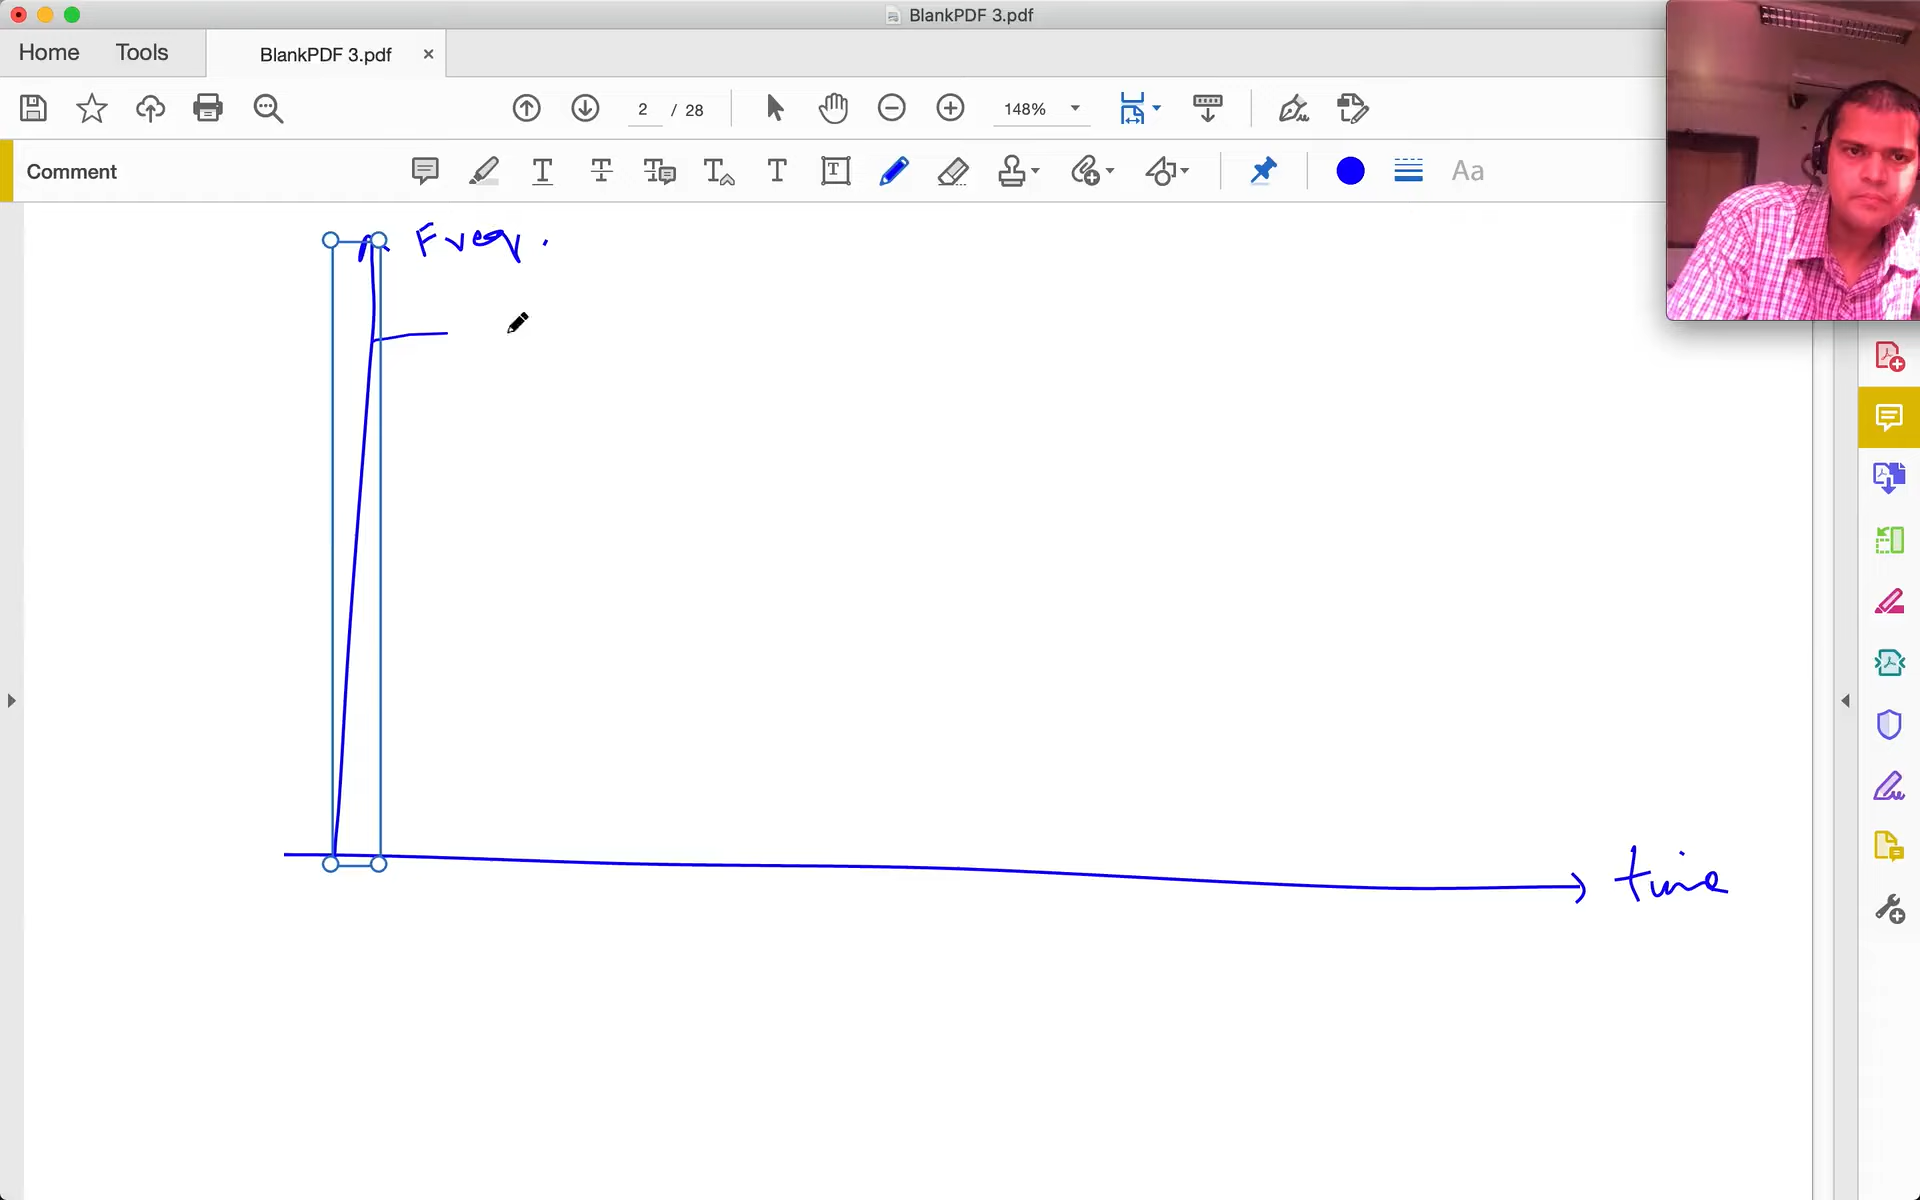 BlankPDF 3.pdf
Home Tools BlankPDF 3.pdf ×
2 / 28 148%
Comment T T T T T T Aa
Freq.
time